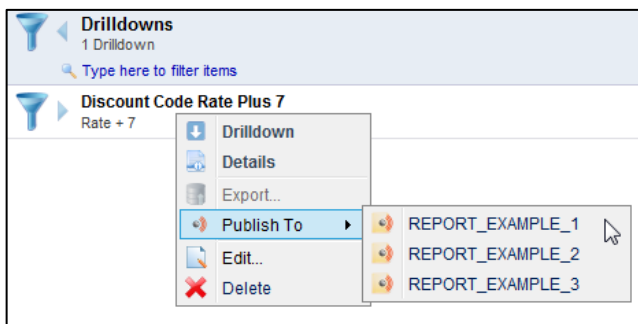 Drilldowns
1 Drilldown
Type here to filter items
Discount Code Rate Plus 7
Rate + 7
Drilldown
Details
Export...
Publish To
REPORT_EXAMPLE_1
REPORT_EXAMPLE_2
Edit...
REPORT_EXAMPLE_3
Delete